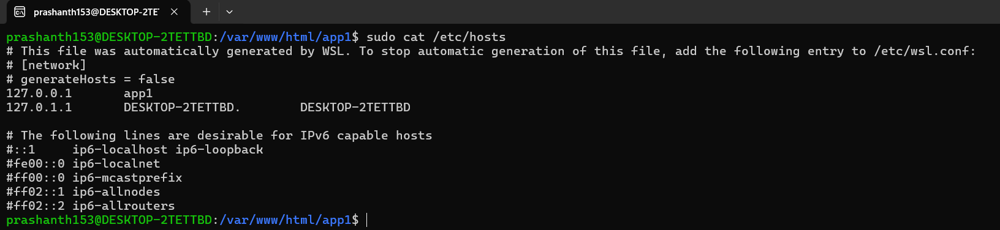 prashanth153@DESKTOP-2TE
prashanth153@DESKTOP-2TETTBD:/var/www/html/app1$ sudo cat /etc/hosts
# This file was automatically generated by WSL. To stop automatic generation of this file, add the following entry to /etc/wsl.conf:
# [network]
# generateHosts = false
127.0.0.1       app1
127.0.1.1       DESKTOP-2TETTBD.        DESKTOP-2TETTBD
# The following lines are desirable for IPv6 capable hosts
#::1     ip6-localhost ip6-loopback
#fe00::0 ip6-localnet
#ff00::0 ip6-mcastprefix
#ff02::1 ip6-allnodes
#ff02::2 ip6-allrouters
prashanth153@DESKTOP-2TETTBD:/var/www/html/app1$